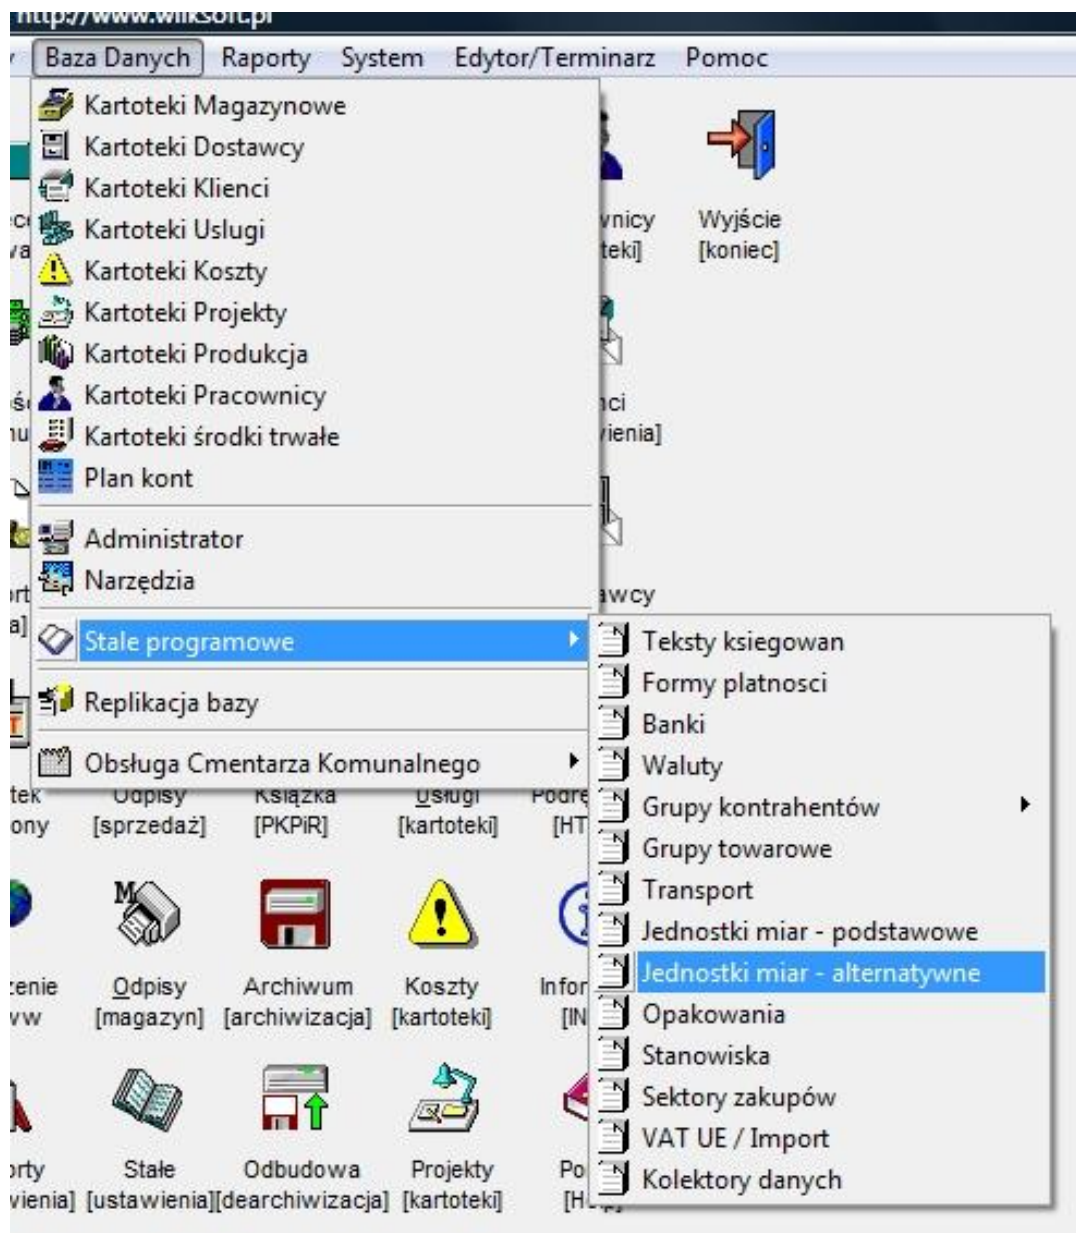 http://www.wilksoft.pl
Baza Danych Raporty System Edytor/Terminarz Pomoc
Kartoteki Magazynowe
Kartoteki Dostawcy
Kartoteki Klienci
Kartoteki Uslugi
Kartoteki Koszty
Kartoteki Projekty
Kartoteki Produkcja
Kartoteki Pracownicy
Kartoteki środki trwałe
Plan kont
Administrator
Narzędzia
Stale programowe
Replikacja bazy
Obsługa Cmentarza Komunalnego
Wyjście
[koniec]
Teksty ksiegowan
Formy platnosci
Banki
Waluty
Grupy kontrahentów
Grupy towarowe
Transport
Jednostki miar - podstawowe
Jednostki miar - alternatywne
Opakowania
Stanowiska
Sektory zakupów
VAT UE / Import
Kolektory danych
Odpisy Książka Usługi
[sprzedaż] [PKPiR] [kartoteki]
Odpisy Archiwum Koszty
[magazyn] [archiwizacja] [kartoteki]
Stałe Odbudowa Projekty
[ustawienia] [dearchiwizacja] [kartoteki]